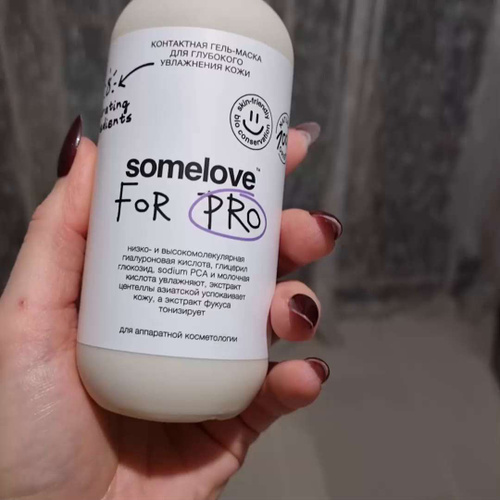 КОНТАКТНАЯ ГЕЛЬ-МАСКА
ДЛЯ ГЛУБОКОГО
УВЛАЖНЕНИЯ КОЖИ
skin-friendly
bio conservation
somelove™
FOR PRO
низко- и высокомолекулярная
гиалуроновая кислота, глицерил
глюкозид, sodium PCA и молочная
кислота увлажняют, экстракт
центеллы азиатской успокаивает
кожу, а экстракт фукуса
тонизирует
для аппаратной косметологии